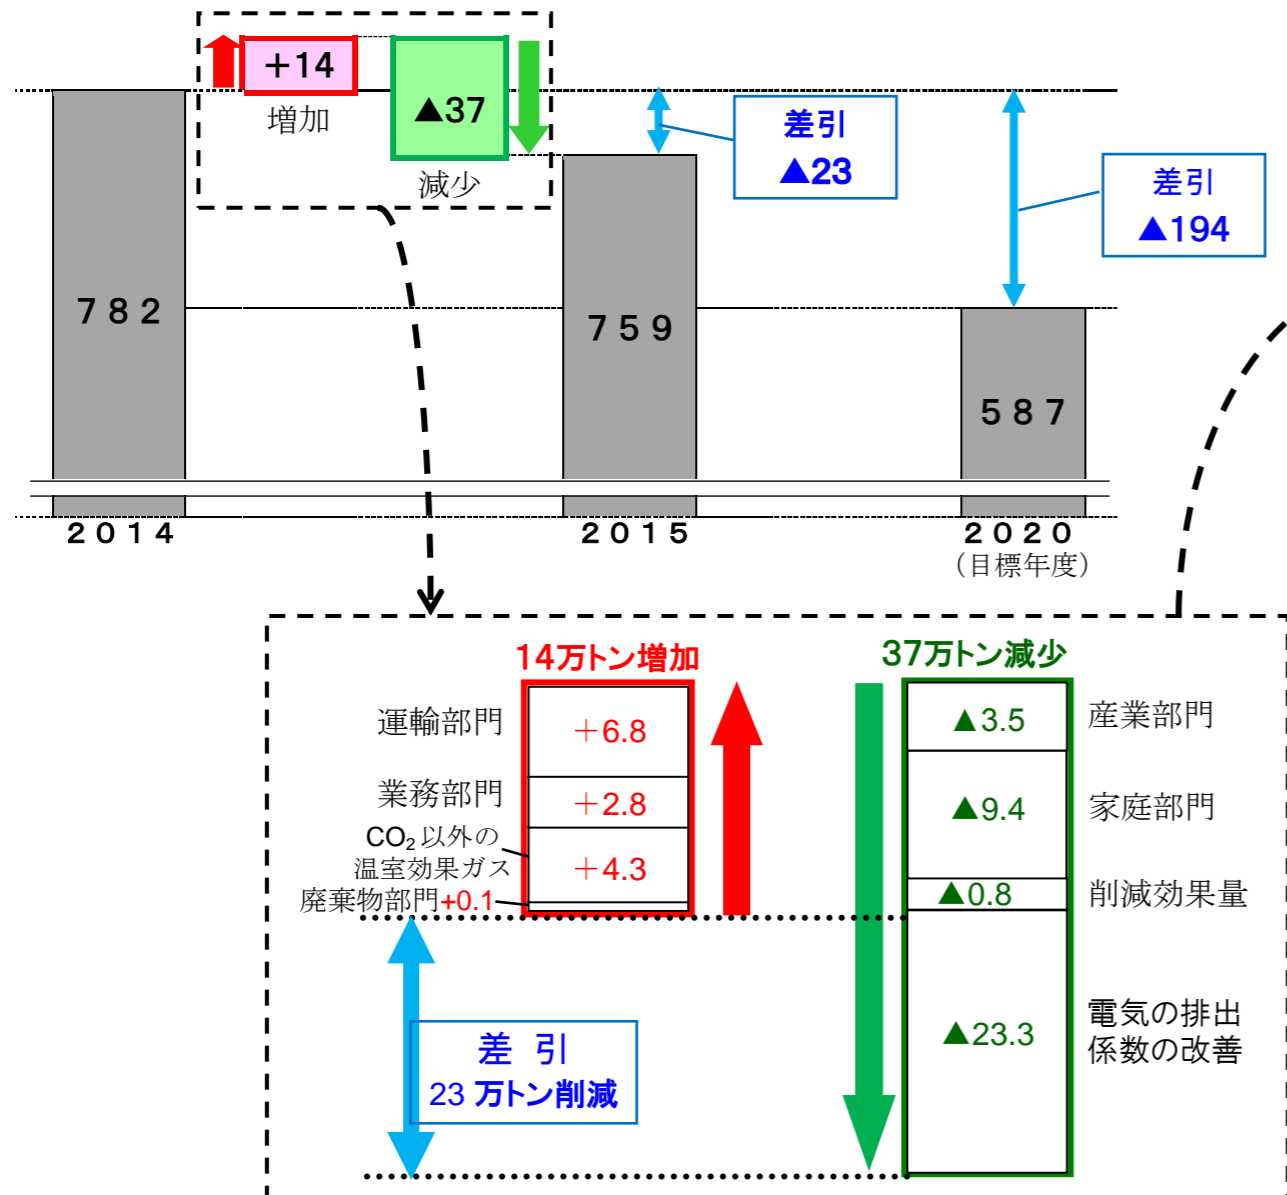 ＋14
増加
▲37
減少
差引
▲23
差引
▲194
７８２
７５９
５８７
２０１４
２０１５
２０２０
（目標年度）
14万トン増加
37万トン減少
運輸部門
＋6.8
業務部門
＋2.8
CO₂以外の
温室効果ガス
＋4.3
廃棄物部門+0.1
▲3.5
産業部門
▲9.4
家庭部門
▲0.8
削減効果量
▲23.3
電気の排出
係数の改善
差 引
23 万トン削減